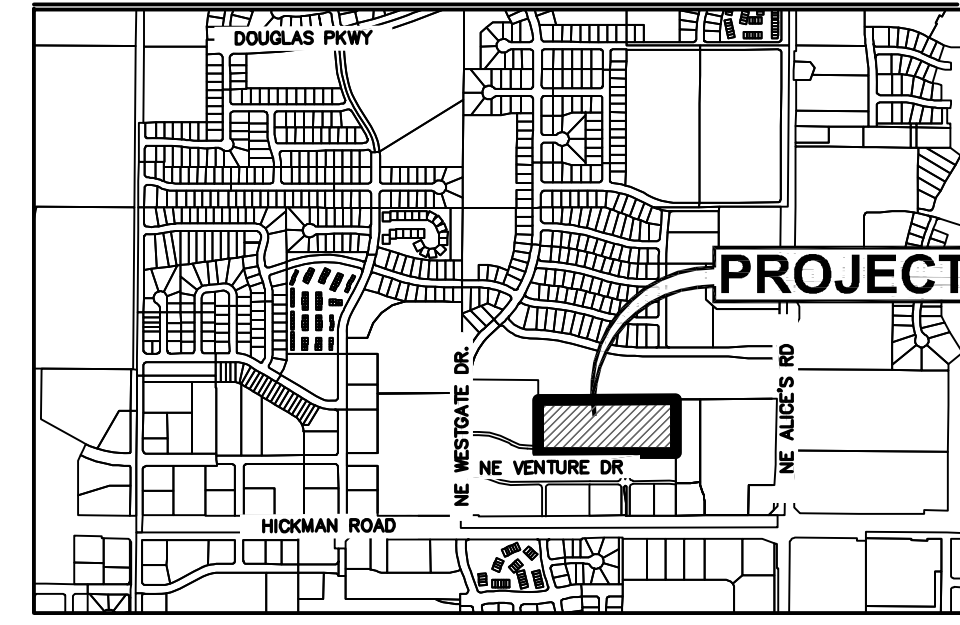 DOUGLAS PKWY
PROJECT
NE WESTGATE DR.
NE ALICE'S RD
NE VENTURE DR
HICKMAN ROAD